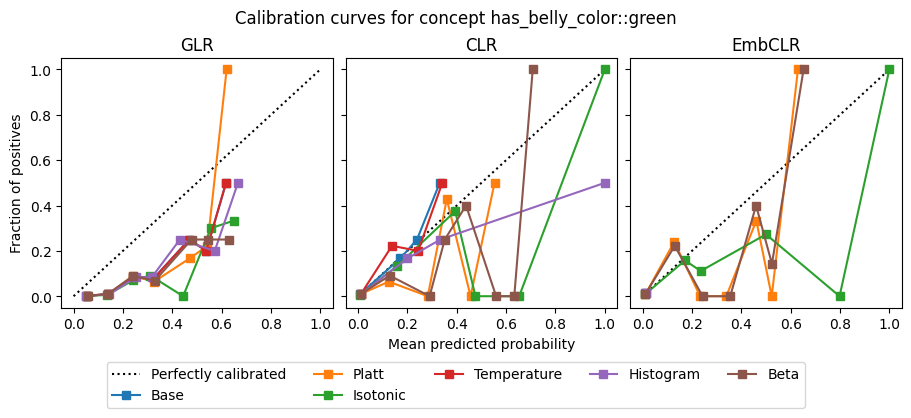 Calibration curves for concept has_belly_color::green
GLR
CLR
EmbCLR
Fraction of positives
1.0
0.8
0.6
0.4
0.2
0.0
0.0 0.2 0.4 0.6 0.8 1.0
0.0 0.2 0.4 0.6 0.8 1.0
0.0 0.2 0.4 0.6 0.8 1.0
Mean predicted probability
Perfectly calibrated Platt Temperature Histogram Beta
Base Isotonic